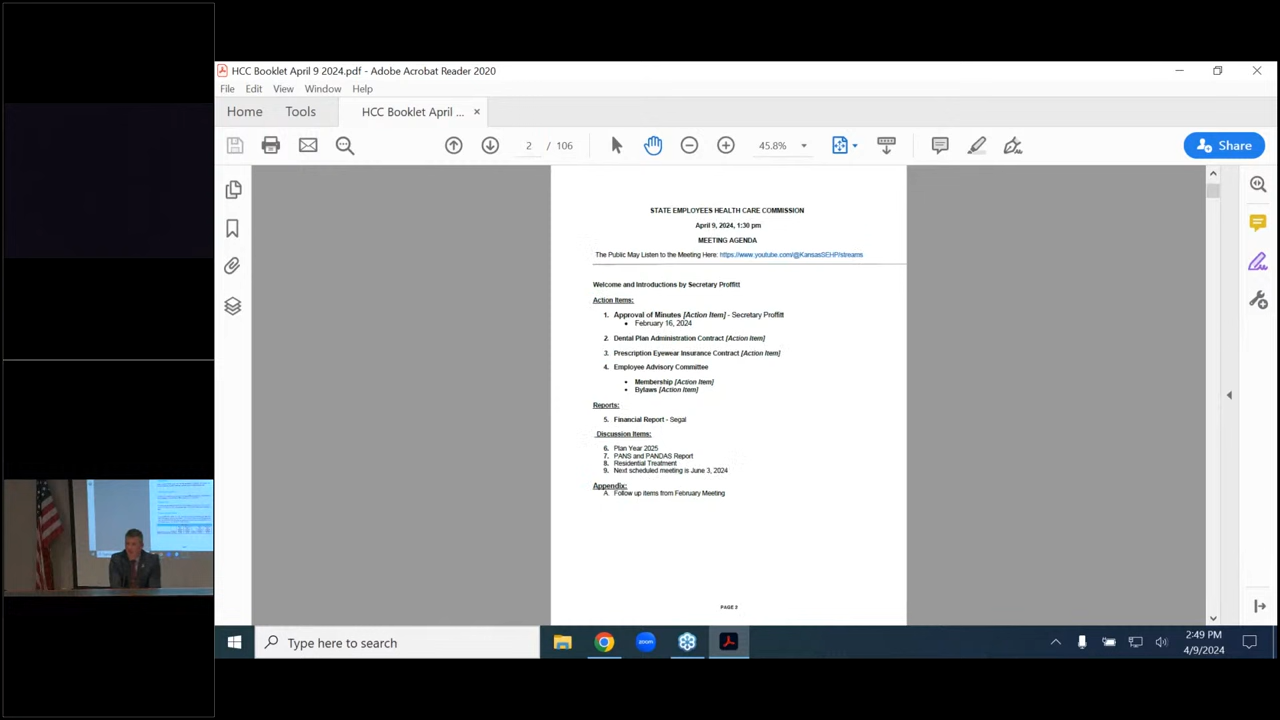 HCC Booklet April 9 2024.pdf - Adobe Acrobat Reader 2020
File Edit View Window Help
Home Tools HCC Booklet April ... ×
2 / 106 45.8% Share
STATE EMPLOYEES HEALTH CARE COMMISSION
April 9, 2024, 1:30 pm
MEETING AGENDA
The Public May Listen to the Meeting Here: https://www.youtube.com/@KansasSEHP/streams
Welcome and Introductions by Secretary Proffitt
Action Items:
1. Approval of Minutes [Action Item] - Secretary Proffitt
• February 16, 2024
2. Dental Plan Administration Contract [Action Item]
3. Prescription Eyewear Insurance Contract [Action Item]
4. Employee Advisory Committee
• Membership [Action Item]
• Bylaws [Action Item]
Reports:
5. Financial Report - Segal
Discussion Items:
6. Plan Year 2025
7. PANS and PANDAS Report
8. Residential Treatment
9. Next scheduled meeting is June 3, 2024
Appendix:
A. Follow up items from February Meeting
PAGE 2
Type here to search
zoom
2:49 PM
4/9/2024